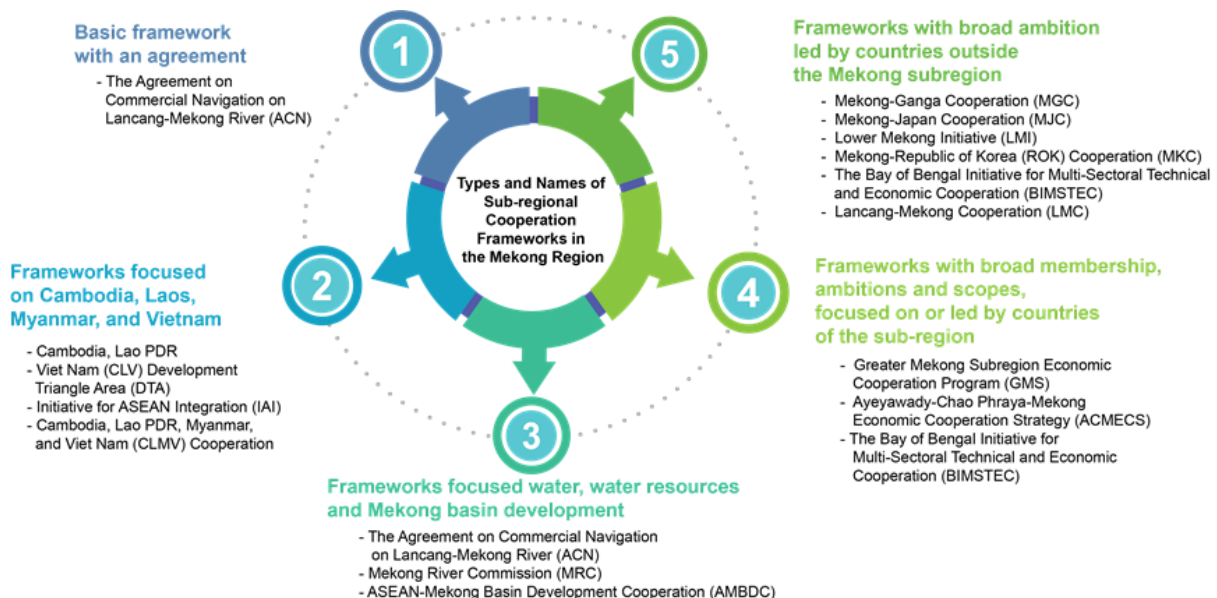 Types and Names of
Sub-regional
Cooperation
Frameworks in
the Mekong Region
1
Basic framework
with an agreement
- The Agreement on
Commercial Navigation on
Lancang-Mekong River (ACN)
2
Frameworks focused
on Cambodia, Laos,
Myanmar, and Vietnam
- Cambodia, Lao PDR
- Viet Nam (CLV) Development
Triangle Area (DTA)
- Initiative for ASEAN Integration (IAI)
- Cambodia, Lao PDR, Myanmar,
and Viet Nam (CLMV) Cooperation
3
Frameworks focused water, water resources
and Mekong basin development
- The Agreement on Commercial Navigation
on Lancang-Mekong River (ACN)
- Mekong River Commission (MRC)
- ASEAN-Mekong Basin Development Cooperation (AMBDC)
4
Frameworks with broad membership,
ambitions and scopes,
focused on or led by countries
of the sub-region
- Greater Mekong Subregion Economic
Cooperation Program (GMS)
- Ayeyawady-Chao Phraya-Mekong
Economic Cooperation Strategy (ACMECS)
- The Bay of Bengal Initiative for
Multi-Sectoral Technical and Economic
Cooperation (BIMSTEC)
5
Frameworks with broad ambition
led by countries outside
the Mekong subregion
- Mekong-Ganga Cooperation (MGC)
- Mekong-Japan Cooperation (MJC)
- Lower Mekong Initiative (LMI)
- Mekong-Republic of Korea (ROK) Cooperation (MKC)
- The Bay of Bengal Initiative for Multi-Sectoral Technical
and Economic Cooperation (BIMSTEC)
- Lancang-Mekong Cooperation (LMC)